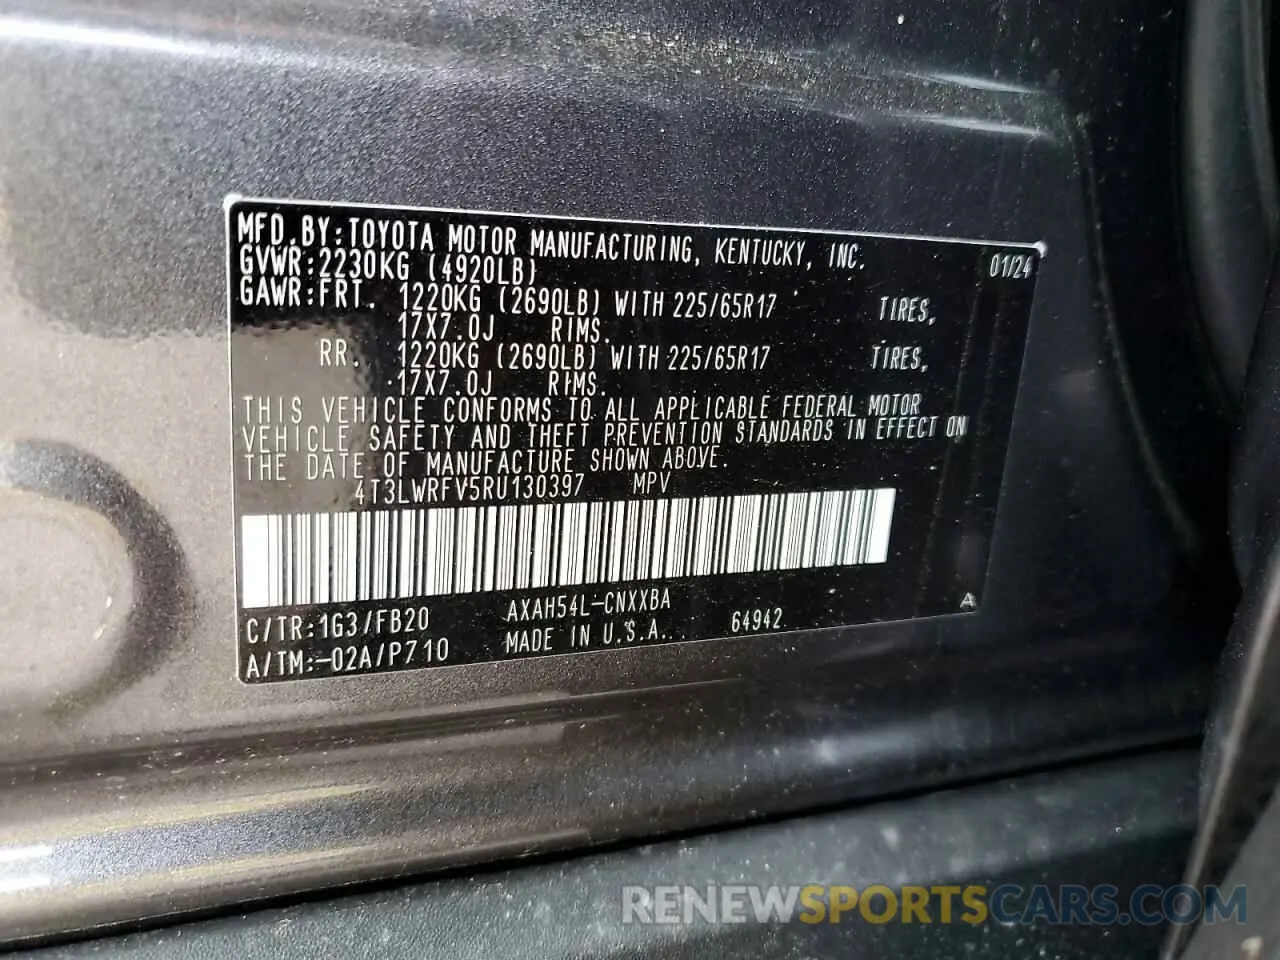 MFD.BY:TOYOTA MOTOR MANUFACTURING, KENTUCKY, INC.
GVWR:2230KG (4920LB) 01/24
GAWR:FRT. 1220KG (2690LB) WITH 225/65R17 TIRES,
17X7.0J RIMS.
RR. 1220KG (2690LB) WITH 225/65R17 TIRES,
17X7.0J RIMS.
THIS VEHICLE CONFORMS TO ALL APPLICABLE FEDERAL MOTOR
VEHICLE SAFETY AND THEFT PREVENTION STANDARDS IN EFFECT ON
THE DATE OF MANUFACTURE SHOWN ABOVE.
4T3LWRFV5RU130397 MPV
C/TR:1G3/FB20 AXAH54L-CNXXBA
A/TM:-02A/P710 MADE IN U.S.A. 64942 A
RENEWSPORTSCARS.COM